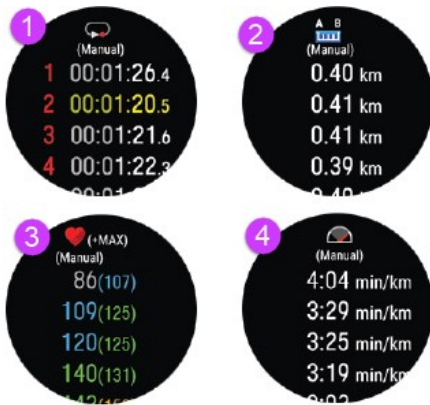 1
(Manual)
1 00:01:26.4
2 00:01:20.5
3 00:01:21.6
4 00:01:22.3
2
A B
(Manual)
0.40 km
0.41 km
0.41 km
0.39 km
3
(+MAX)
(Manual)
86(107)
109(125)
120(125)
140(131)
4
(Manual)
4:04 min/km
3:29 min/km
3:25 min/km
3:19 min/km